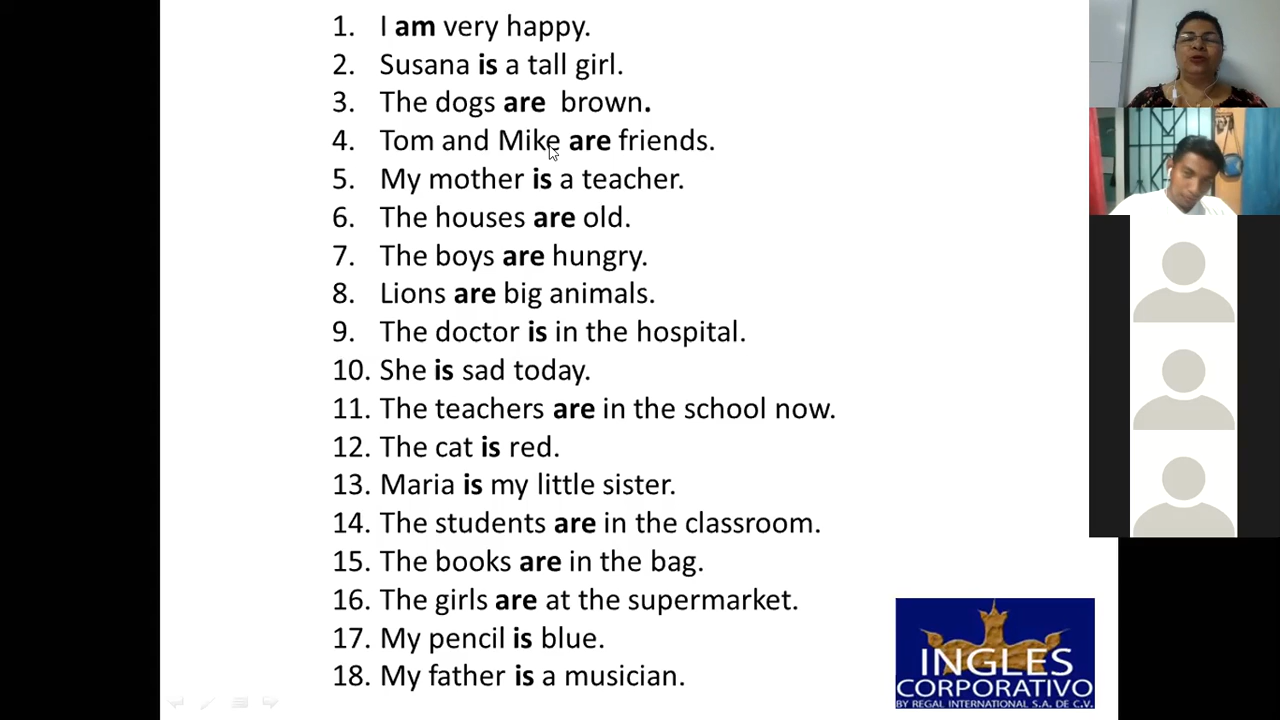 1. I am very happy.
2. Susana is a tall girl.
3. The dogs are brown.
4. Tom and Mike are friends.
5. My mother is a teacher.
6. The houses are old.
7. The boys are hungry.
8. Lions are big animals.
9. The doctor is in the hospital.
10. She is sad today.
11. The teachers are in the school now.
12. The cat is red.
13. Maria is my little sister.
14. The students are in the classroom.
15. The books are in the bag.
16. The girls are at the supermarket.
17. My pencil is blue.
18. My father is a musician.
INGLES
CORPORATIVO
BY REGAL INTERNATIONAL S.A. DE C.V.